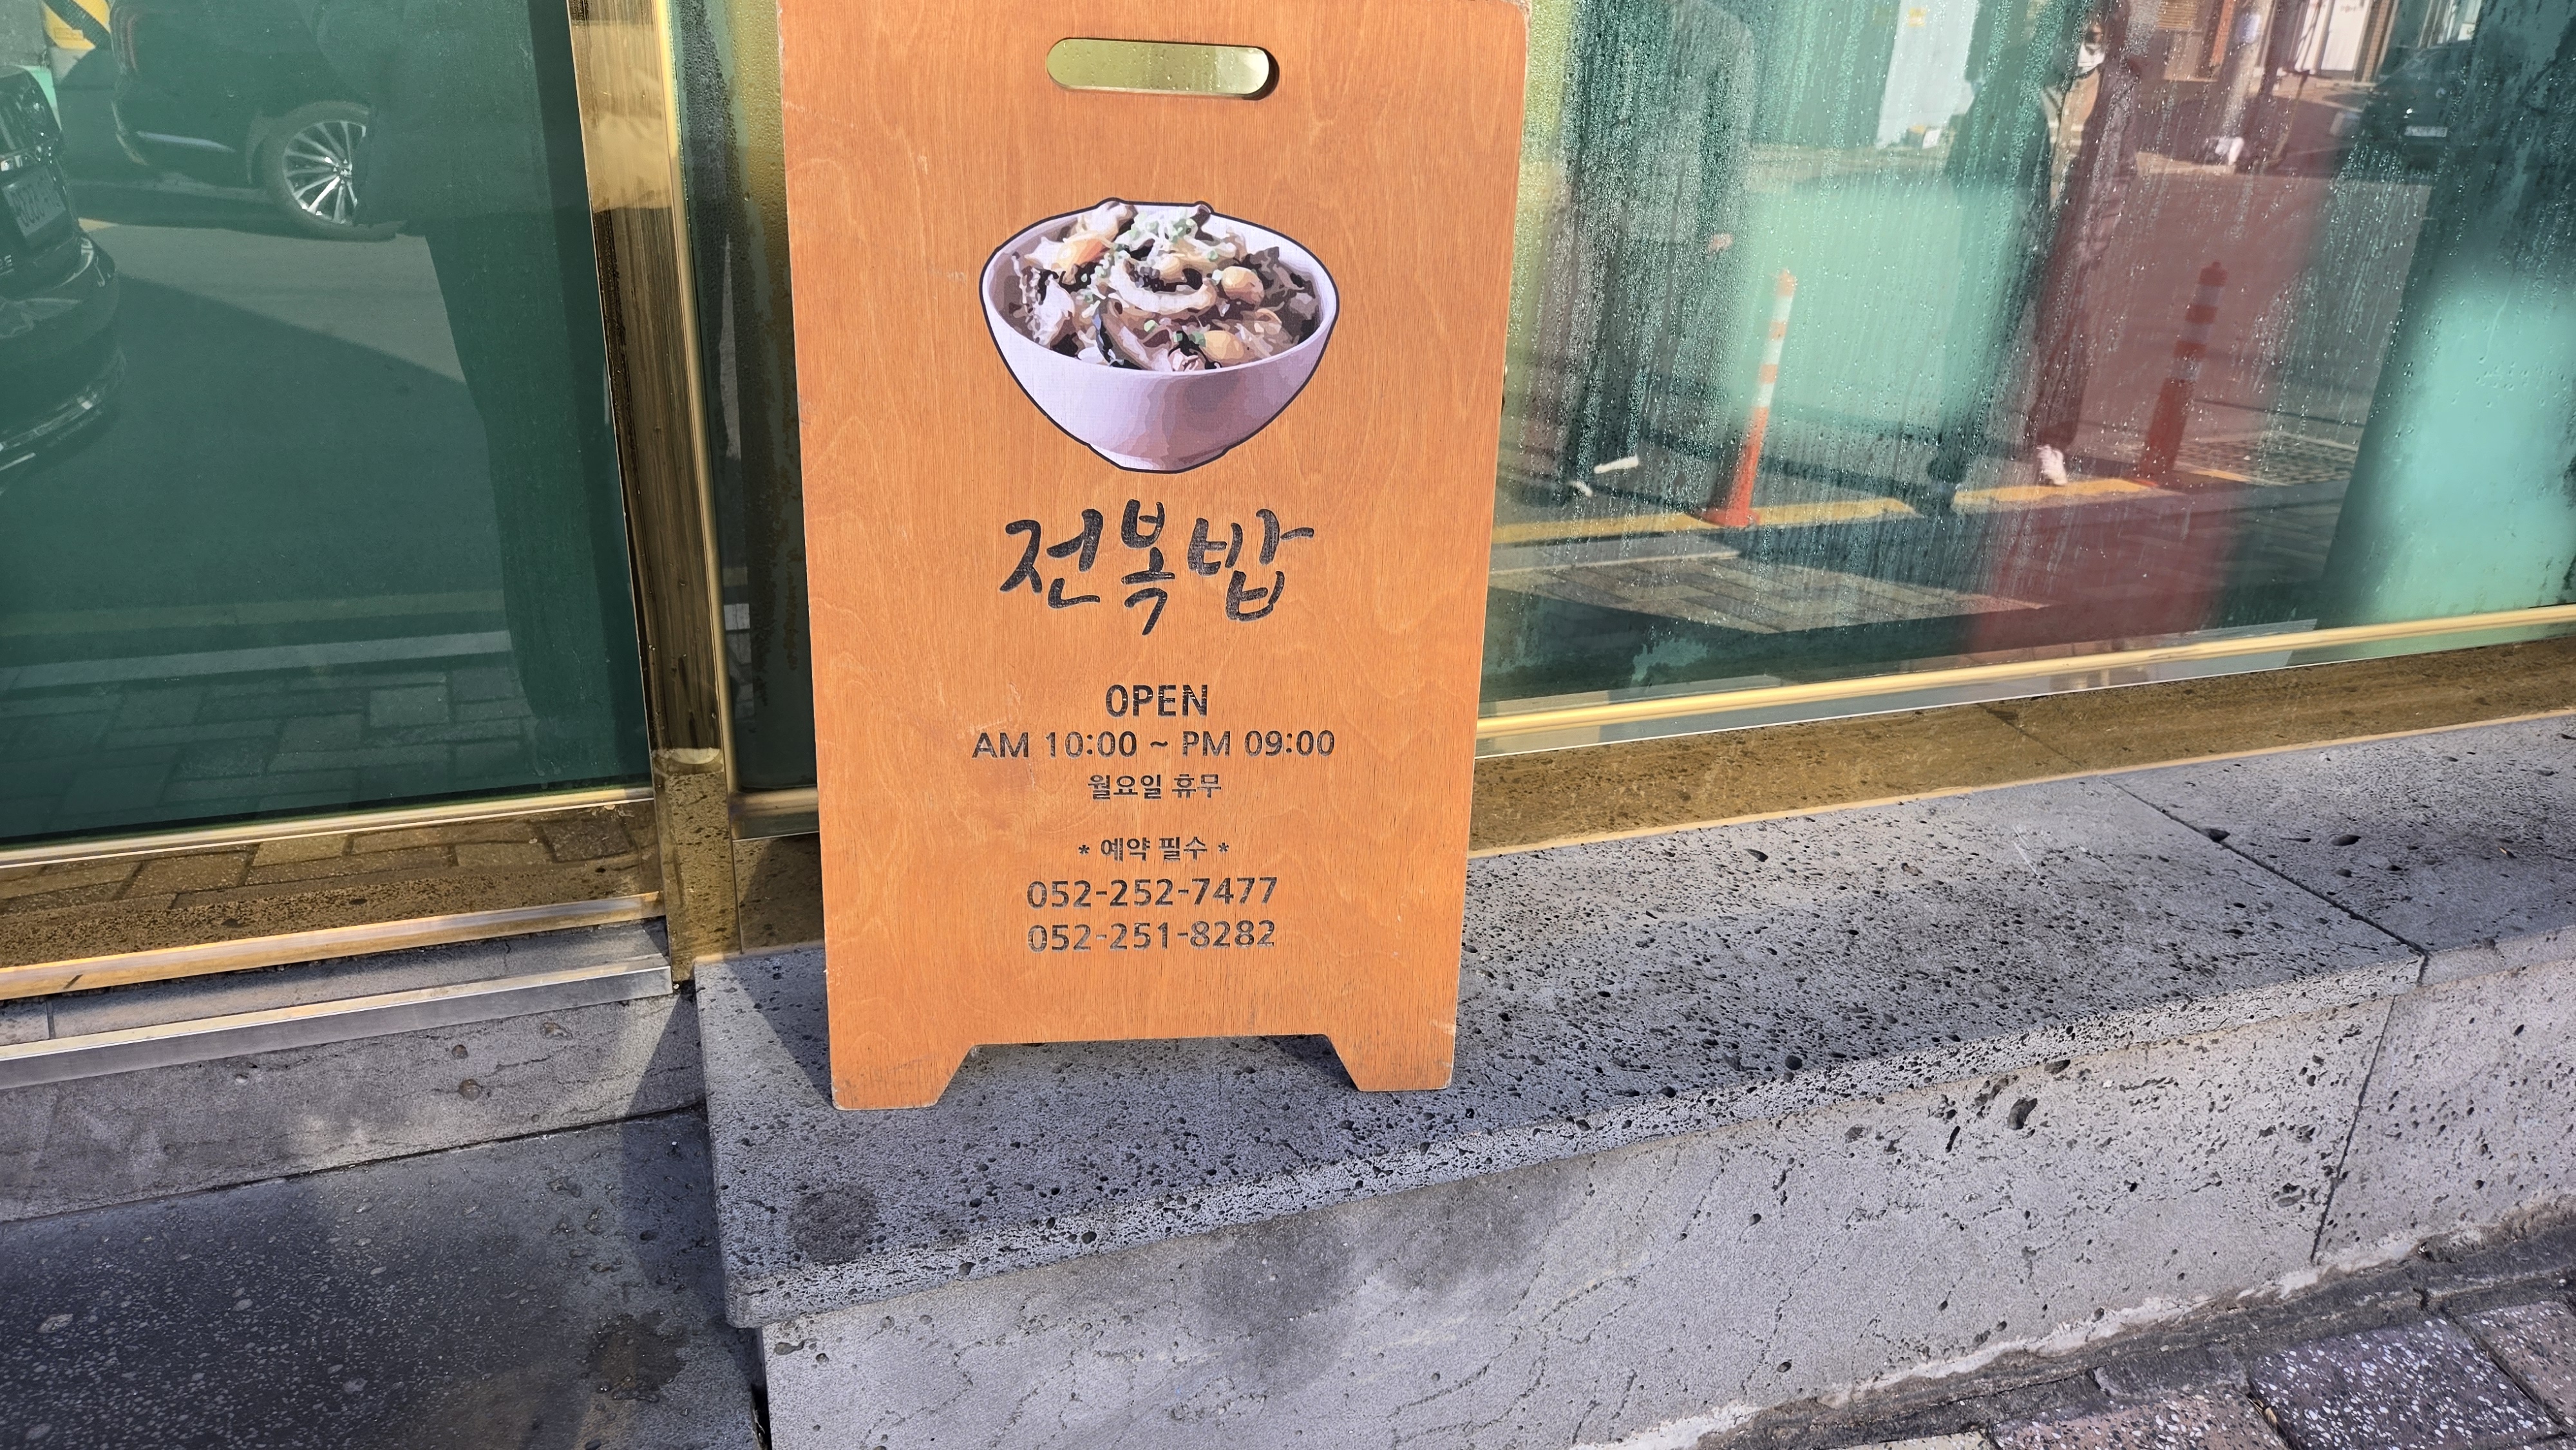 전복밥
OPEN
AM 10:00 ~ PM 09:00
월요일 휴무
* 예약 필수 *
052-252-7477
052-251-8282